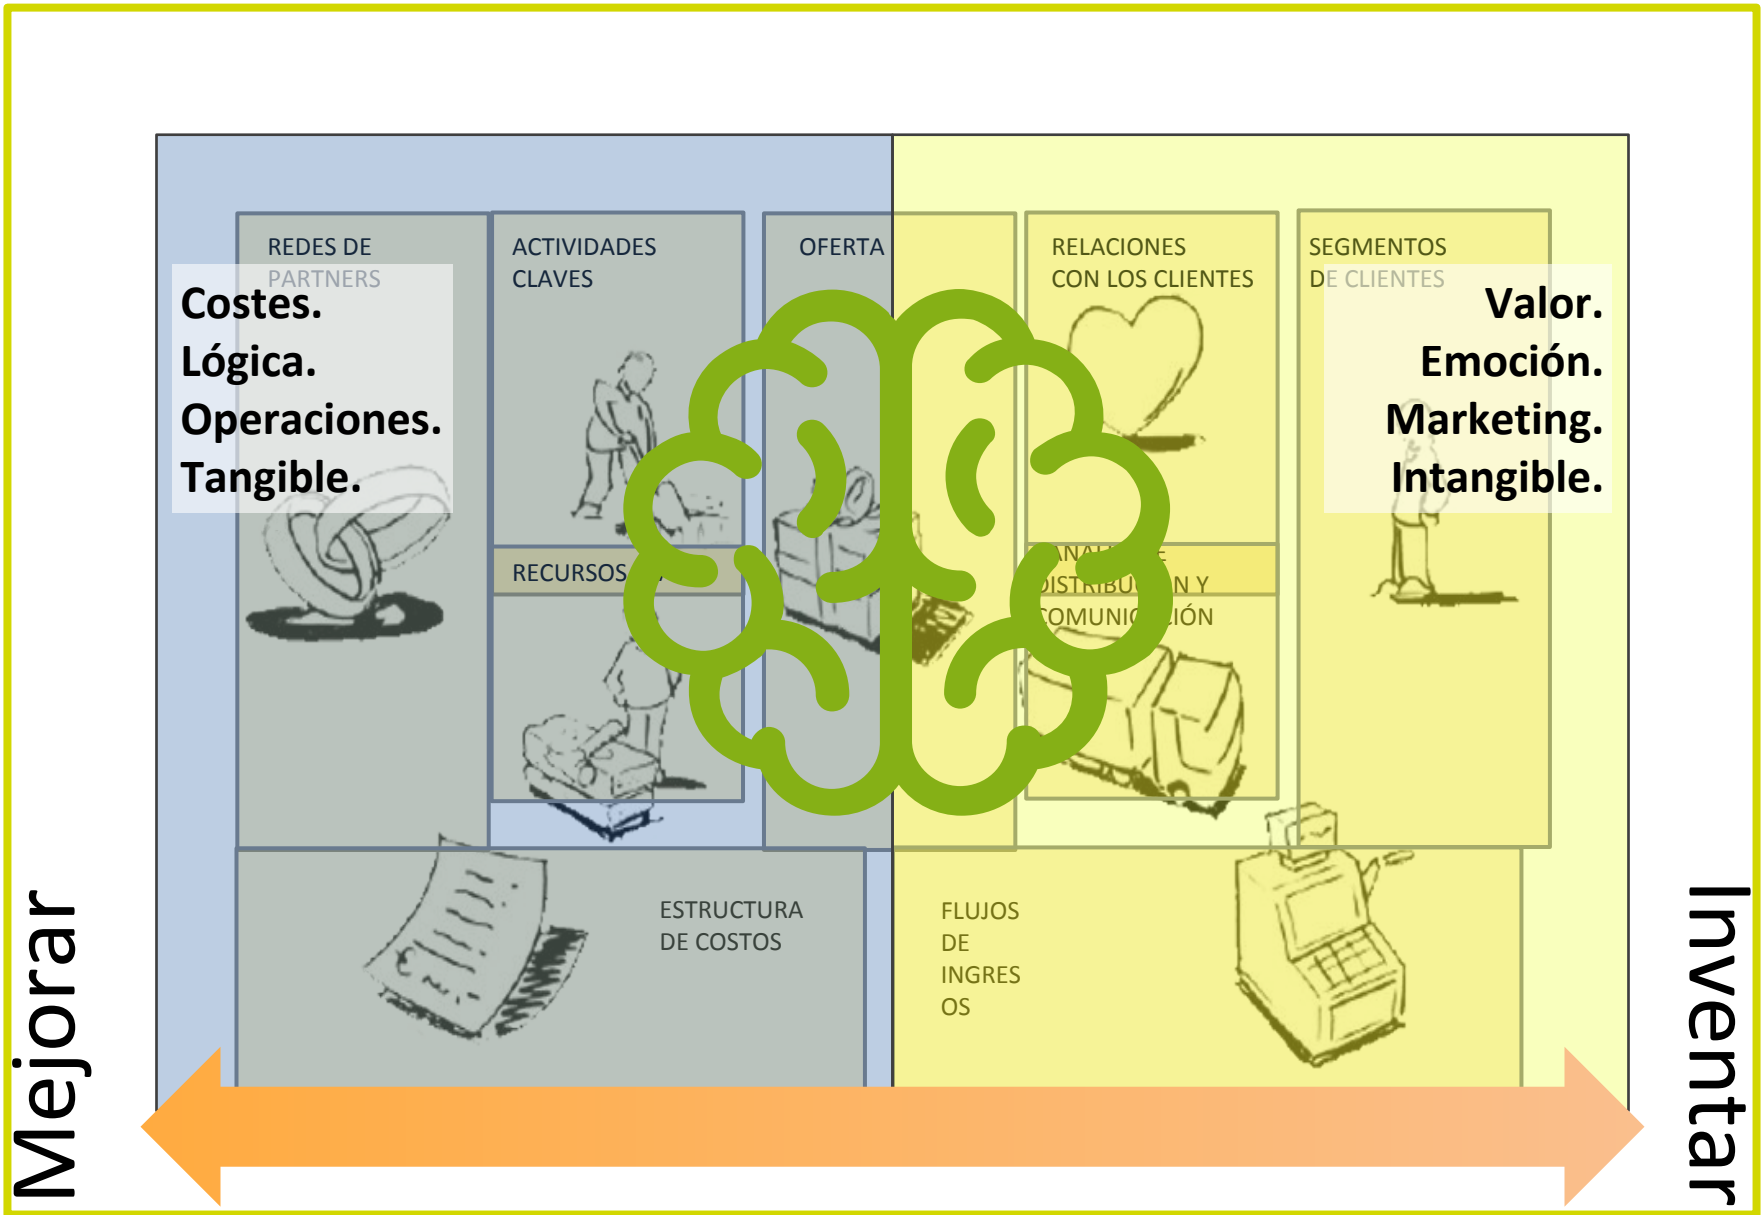 REDES DE
PARTNERS
ACTIVIDADES
CLAVES
OFERTA
RELACIONES
CON LOS CLIENTES
SEGMENTOS
DE CLIENTES
Costes.
Lógica.
Operaciones.
Tangible.
Valor.
Emoción.
Marketing.
Intangible.
RECURSOS
Y
ESTRUCTURA
DE COSTOS
FLUJOS
DE
INGRES
OS
Mejorar
Inventar